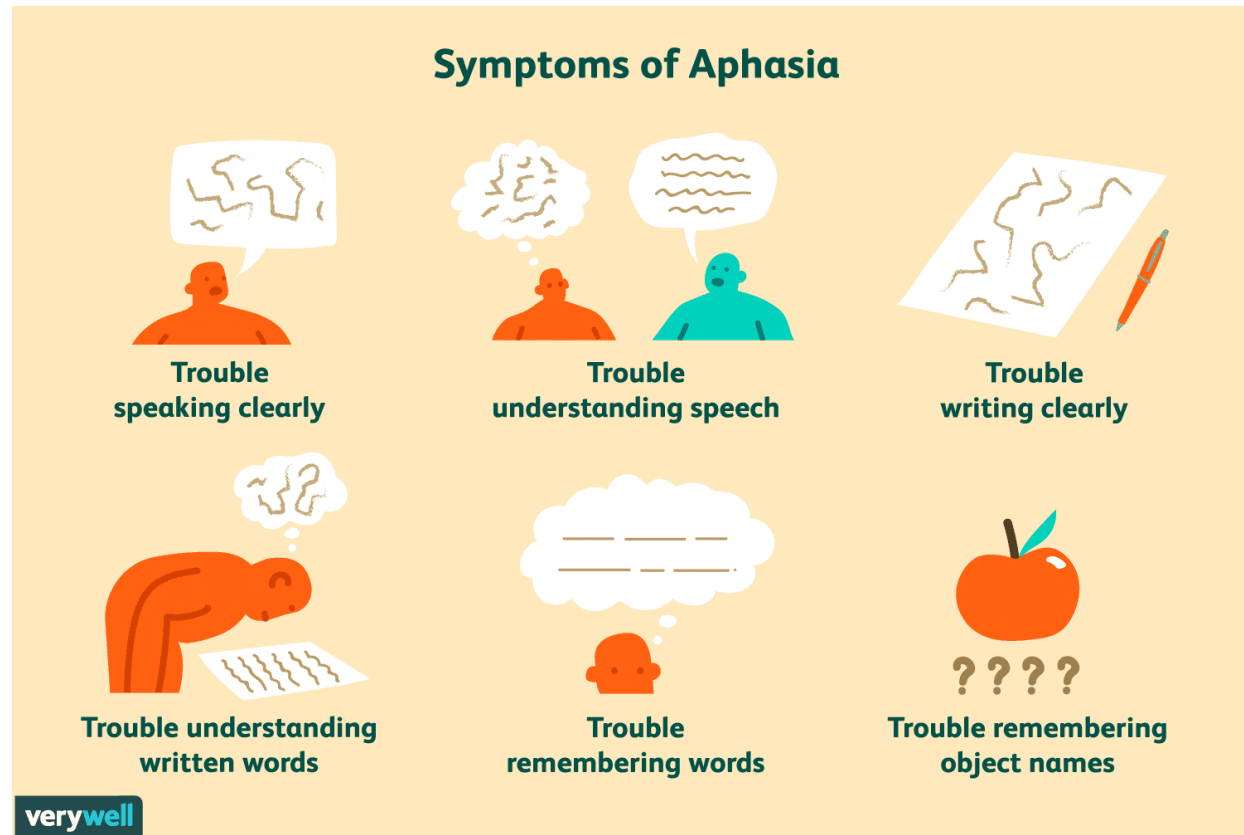 Symptoms of Aphasia
Trouble
speaking clearly
Trouble
understanding speech
Trouble
writing clearly
Trouble understanding
written words
Trouble
remembering words
? ? ? ?
Trouble remembering
object names
verywell